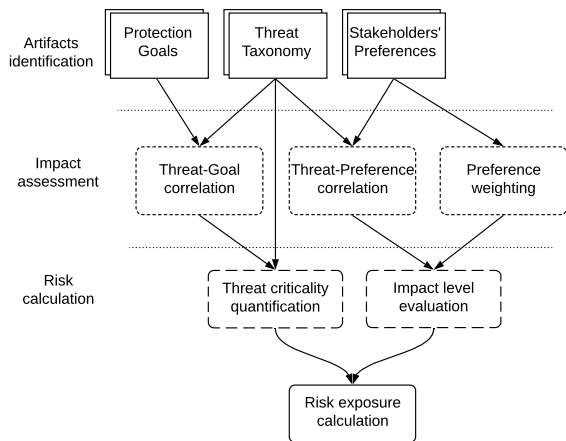 Artifacts
identification
Protection
Goals
Threat
Taxonomy
Stakeholders'
Preferences
Impact
assessment
Threat-Goal
correlation
Threat-Preference
correlation
Preference
weighting
Risk
calculation
Threat criticality
quantification
Impact level
evaluation
Risk exposure
calculation